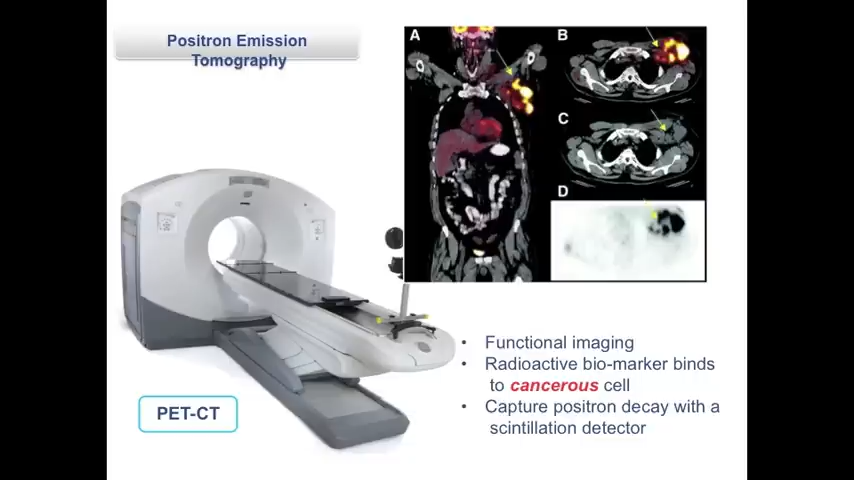 Positron Emission
Tomography
A
B
C
D
• Functional imaging
• Radioactive bio-marker binds
to cancerous cell
• Capture positron decay with a
scintillation detector
PET-CT